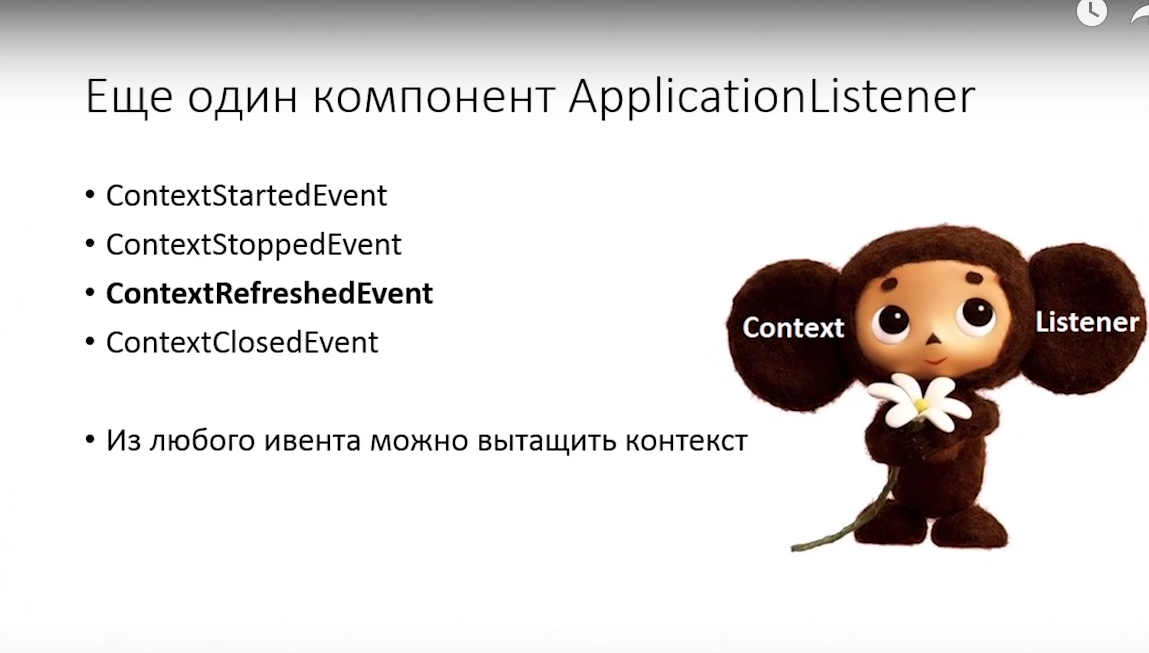 Еще один компонент ApplicationListener
• ContextStartedEvent
• ContextStoppedEvent
• ContextRefreshedEvent
• ContextClosedEvent
• Из любого ивента можно вытащить контекст
Context
Listener